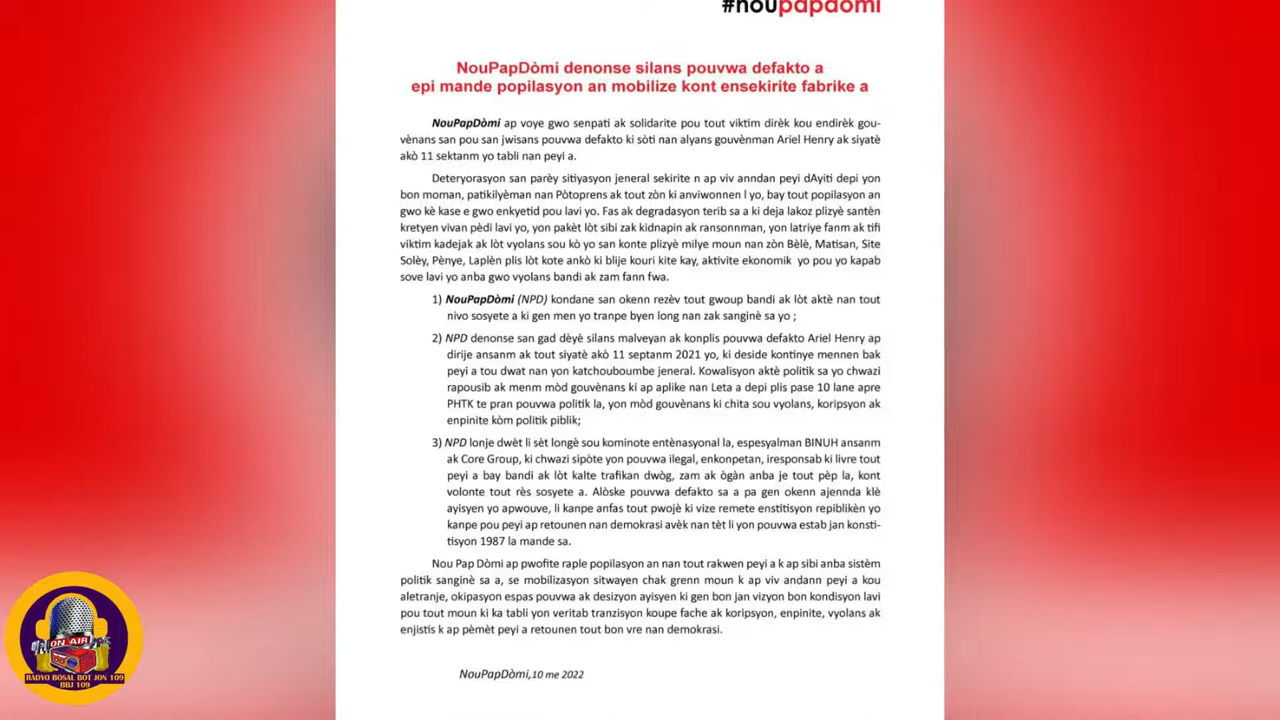 #noupapdomi
NouPapDòmi denonse silans pouvwa defakto a
epi mande popilasyon an mobilize kont ensekirite fabrike a
NouPapDòmi ap voye gwo senpati ak solidarite pou tout viktim dirèk kou endirèk gou-
vènans san pou san jwisans pouvwa defakto ki sòti nan alyans gouvènman Ariel Henry ak siyatè
akò 11 sektanm yo tabli nan peyi a.
Deteryorasyon san parèy sitiyasyon jeneral sekirite n ap viv anndan peyi dAyiti depi yon
bon moman, patikilyèman nan Pòtoprens ak tout zòn ki anviwonnen l yo, bay tout popilasyon an
gwo kè kase e gwo enkyetid pou lavi yo. Fas ak degradasyon terib sa a ki deja lakoz plizyè santèn
kretyen vivan pèdi lavi yo, yon pakèt lòt sibi zak kidnapin ak ransonnman, yon latriye fanm ak tifi
viktim kadejak ak lòt vyolans sou kò yo san konte plizyè milye moun nan zòn Bèlè, Matisan, Site
Solèy, Pènye, Laplèn plis lòt kote ankò ki blije kouri kite kay, aktivite ekonomik yo pou yo kapab
sove lavi yo anba gwo vyolans bandi ak zam fann fwa.
1) NouPapDòmi (NPD) kondane san okenn rezèv tout gwoup bandi ak lòt aktè nan tout
nivo sosyete a ki gen men yo tranpe byen long nan zak sanginè sa yo ;
2) NPD denonse san gad dèyè silans malveyan ak konplis pouvwa defakto Ariel Henry ap
dirije ansanm ak tout siyatè akò 11 septanm 2021 yo, ki deside kontinye mennen bak
peyi a tou dwat nan yon katchouboumbe jeneral. Kowalisyon aktè politik sa yo chwazi
rapousib ak menm mòd gouvènans ki ap aplike nan Leta a depi plis pase 10 lane apre
PHTK te pran pouvwa politik la, yon mòd gouvènans ki chita sou vyolans, koripsyon ak
enpinite kòm politik piblik;
3) NPD lonje dwèt li sèt longè sou kominote entènasyonal la, espesyalman BINUH ansanm
ak Core Group, ki chwazi sipòte yon pouvwa ilegal, enkonpetan, iresponsab ki livre tout
peyi a bay bandi ak lòt kalte trafikan dwòg, zam ak ògàn anba je tout pèp la, kont
volonte tout rès sosyete a. Alòske pouvwa defakto sa a pa gen okenn ajennda klè
ayisyen yo apwouve, li kanpe anfas tout pwojè ki vize remete enstitisyon repiblikèn yo
kanpe pou peyi ap retounen nan demokrasi avèk nan tèt li yon pouvwa estab jan konsti-
tisyon 1987 la mande sa.
Nou Pap Dòmi ap pwofite raple popilasyon an nan tout rakwen peyi a k ap sibi anba sistèm
politik sanginè sa a, se mobilizasyon sitwayen chak grenn moun k ap viv andann peyi a kou
aletranje, okipasyon espas pouvwa ak desizyon ayisyen ki gen bon jan vizyon bon kondisyon lavi
pou tout moun ki ka tabli yon veritab tranzisyon koupe fache ak koripsyon, enpinite, vyolans ak
enjistis k ap pèmèt peyi a retounen tout bon vre nan demokrasi.
NouPapDòmi, 10 me 2022
ON AIR
RADYO BOSAL BOT JON 109
BBJ 109